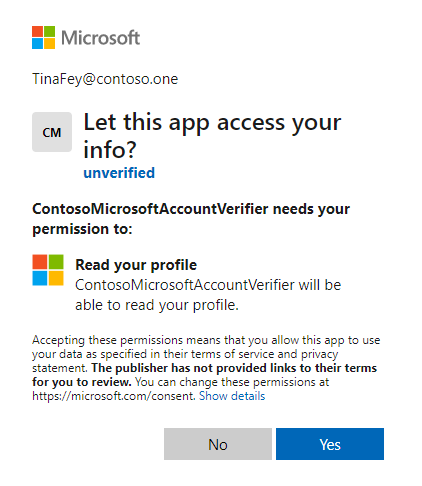 Microsoft
TinaFey@contoso.one
CM
Let this app access your
info?
unverified
ContosoMicrosoftAccountVerifier needs your
permission to:
Read your profile
ContosoMicrosoftAccountVerifier will be
able to read your profile.
Accepting these permissions means that you allow this app to use
your data as specified in their terms of service and privacy
statement. The publisher has not provided links to their terms
for you to review. You can change these permissions at
https://microsoft.com/consent. Show details
No
Yes